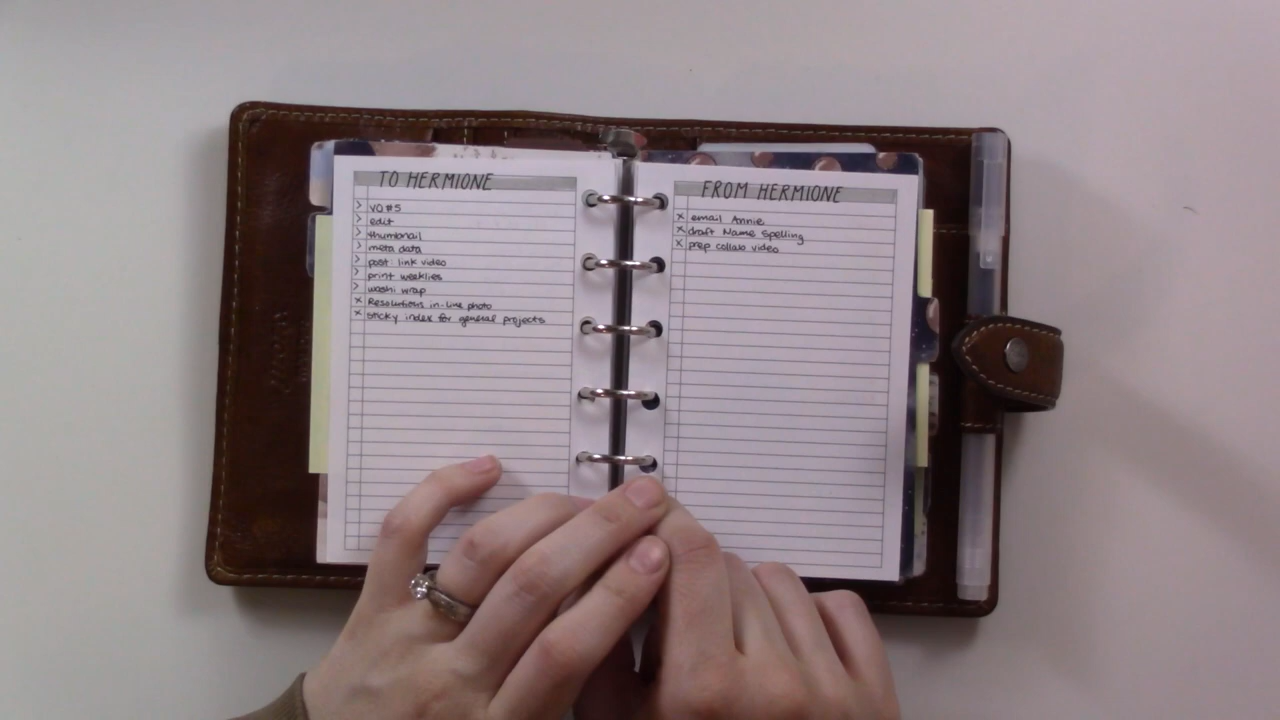 TO HERMIONE
> VQ #5
> edit
> thumbnail
> meta data
> post: link video
> print weeklies
> washi wrap
x Resolutions in-line photo
x sticky index for general projects
FROM HERMIONE
x email Annie
x draft Name Spelling
x prep collab video